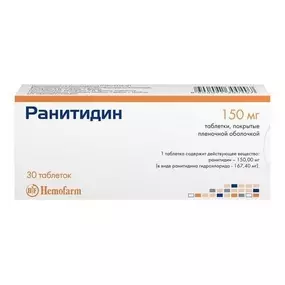 Ранитидин
150 мг
таблетки, покрытые
пленочной оболочкой
1 таблетка содержит действующее вещество:
ранитидин – 150,00 мг
(в виде ранитидина гидрохлорида - 167,40 мг).
30 таблеток
Hemofarm